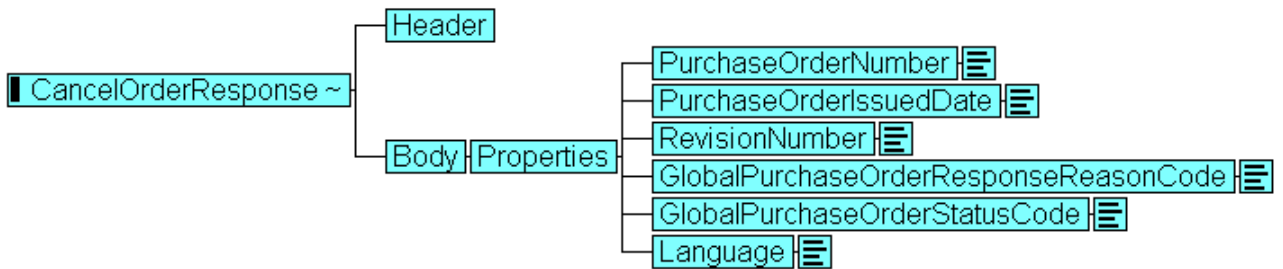 Header
PurchaseOrderNumber
CancelOrderResponse ~
PurchaseOrderIssuedDate
RevisionNumber
Body Properties
GlobalPurchaseOrderResponseReasonCode
GlobalPurchaseOrderStatusCode
Language